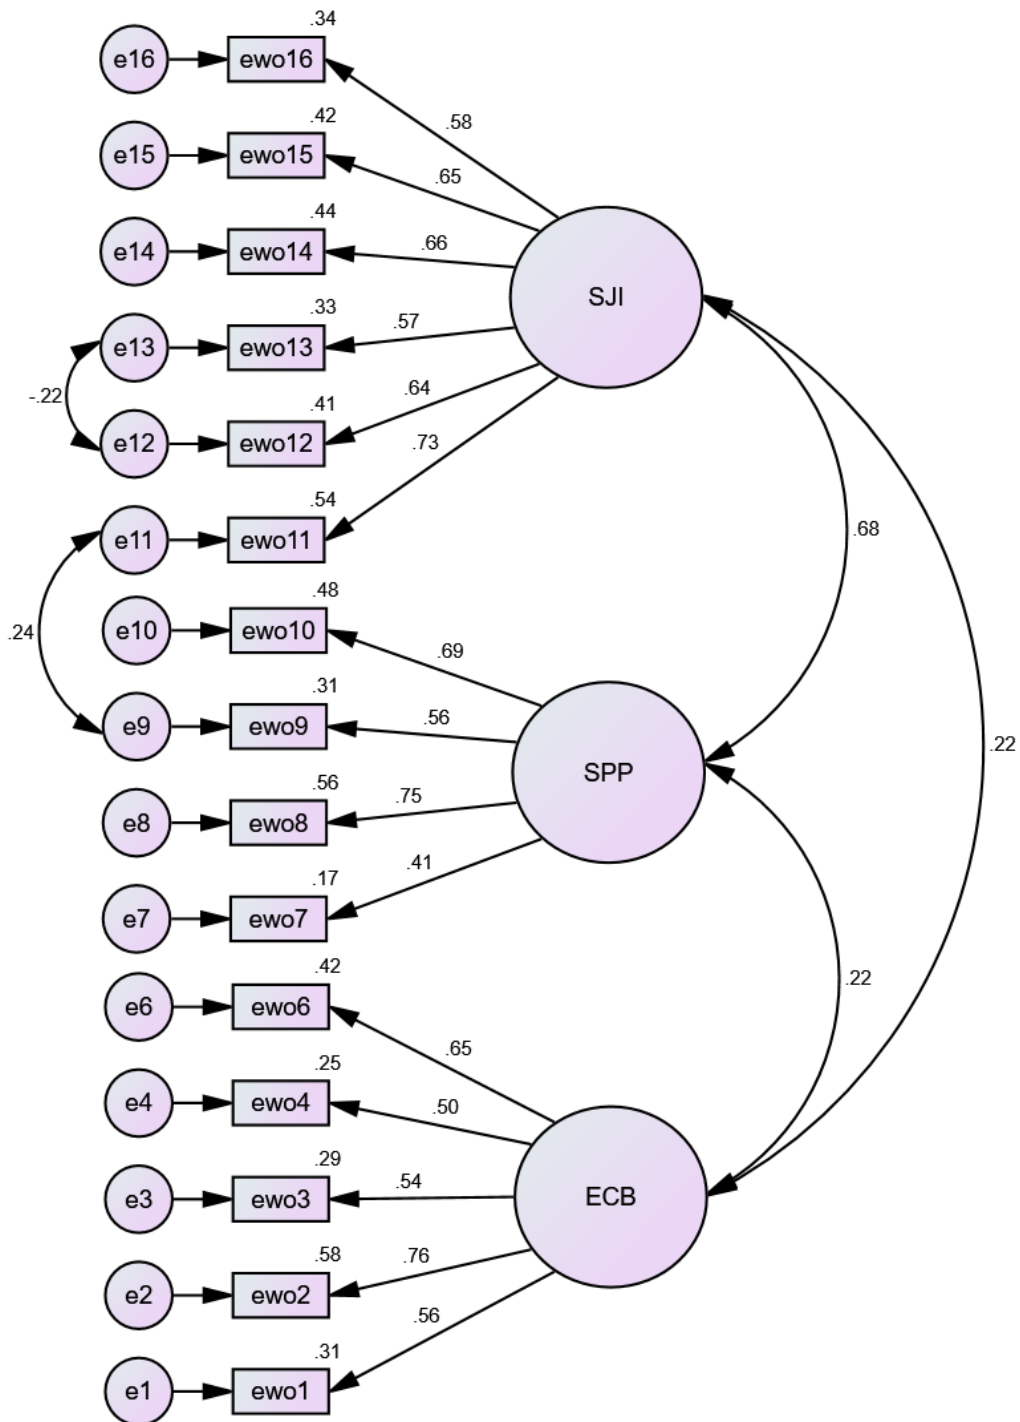 .34
e16 ewo16
.58
.42
e15 ewo15
.65
.44
e14 ewo14
.66
SJI
.33
e13 ewo13
.57
-.22
.64
.41
e12 ewo12
.73
.54
e11 ewo11
.68
.24
.48
e10 ewo10
.69
.31
e9 ewo9
.56
.22
SPP
.56
e8 ewo8
.75
.17
e7 ewo7
.41
.42
e6 ewo6
.22
.65
.25
e4 ewo4
.50
.29
e3 ewo3
.54
ECB
.58
e2 ewo2
.76
.56
.31
e1 ewo1